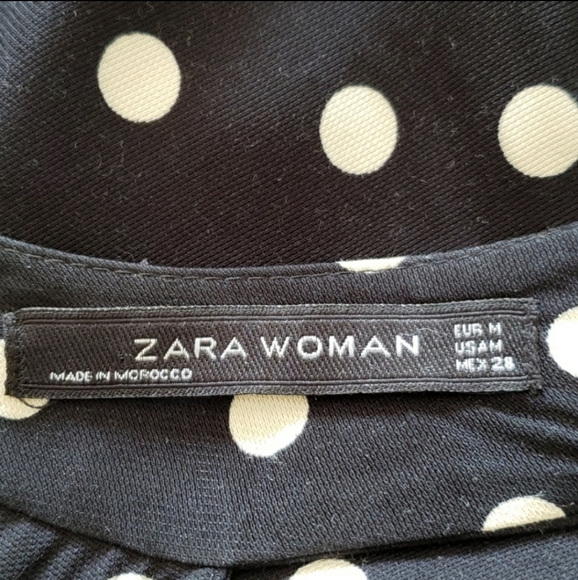 ZARA WOMAN
MADE IN MOROCCO
EUR M
USA M
MEX 28